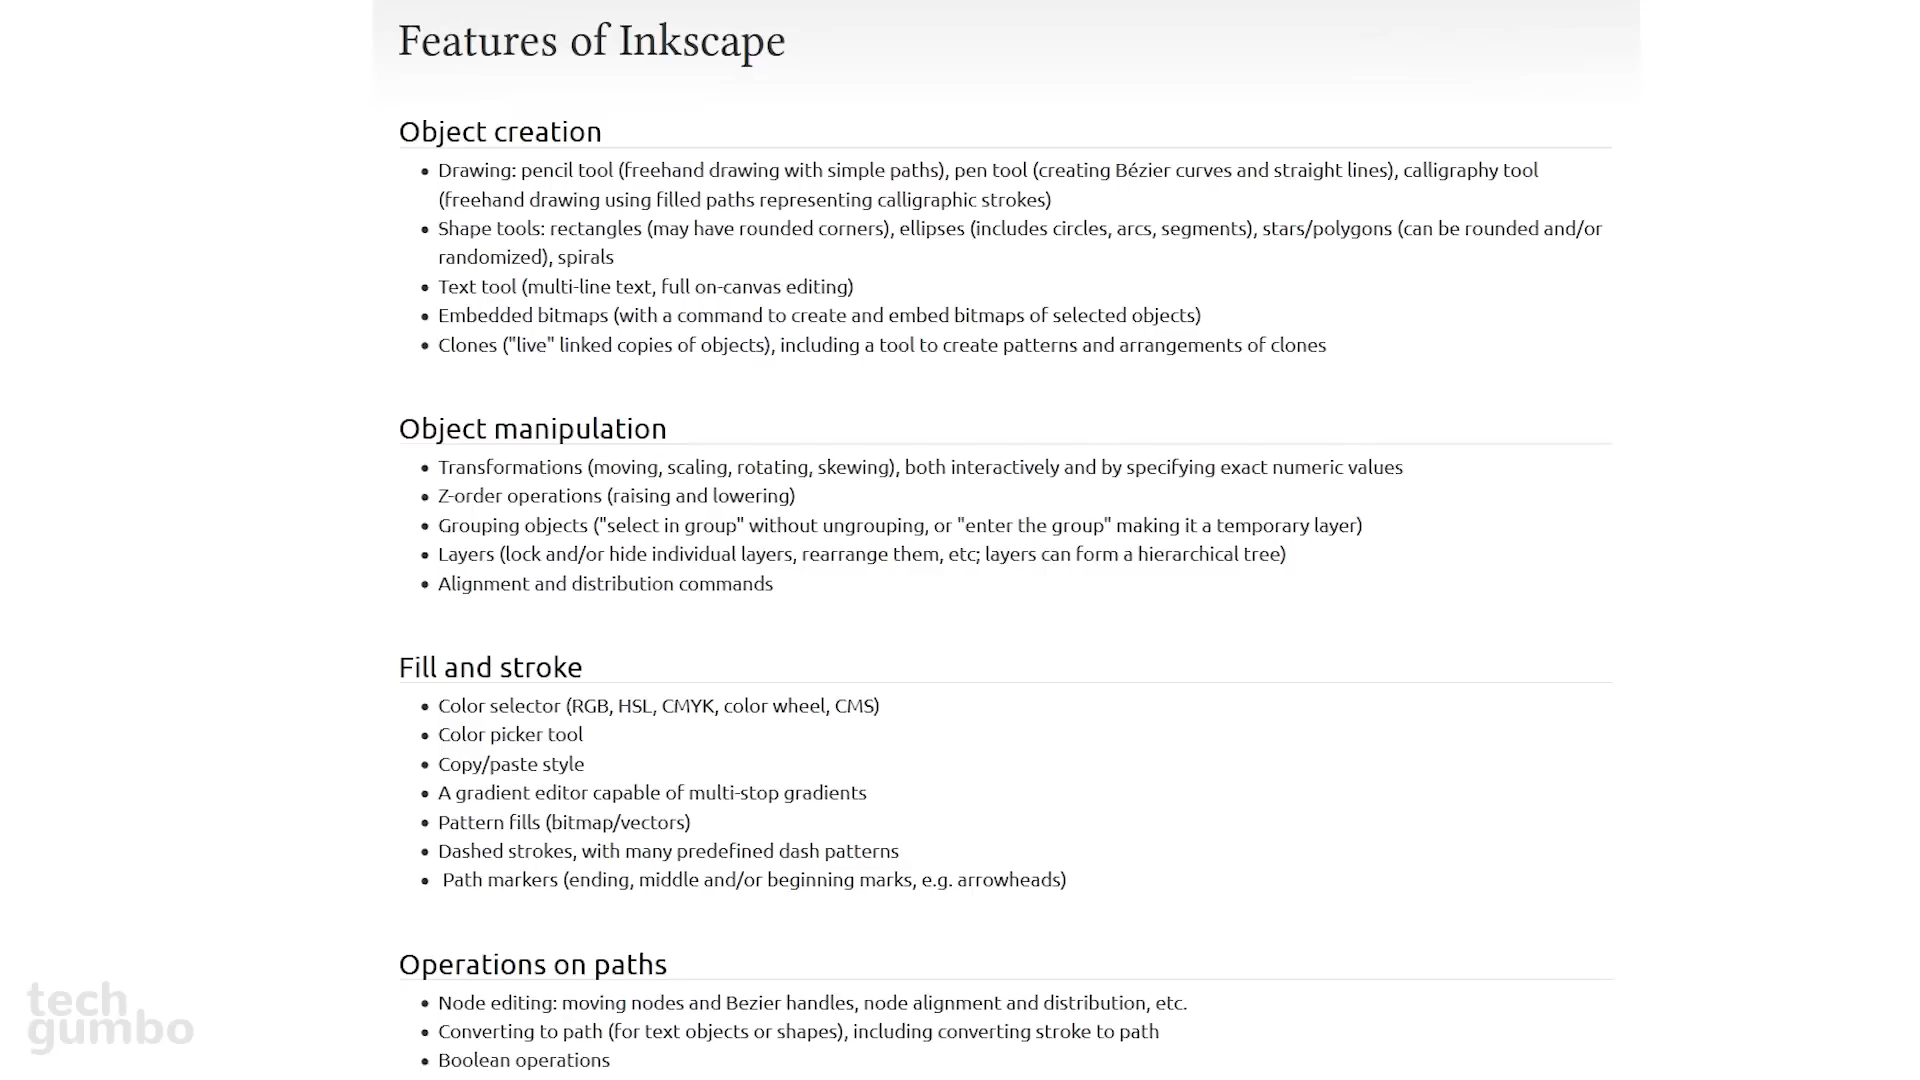 Features of Inkscape
Object creation
Drawing: pencil tool (freehand drawing with simple paths), pen tool (creating Bézier curves and straight lines), calligraphy tool
(freehand drawing using filled paths representing calligraphic strokes)
Shape tools: rectangles (may have rounded corners), ellipses (includes circles, arcs, segments), stars/polygons (can be rounded and/or
randomized), spirals
Text tool (multi-line text, full on-canvas editing)
Embedded bitmaps (with a command to create and embed bitmaps of selected objects)
Clones ("live" linked copies of objects), including a tool to create patterns and arrangements of clones
Object manipulation
Transformations (moving, scaling, rotating, skewing), both interactively and by specifying exact numeric values
Z-order operations (raising and lowering)
Grouping objects ("select in group" without ungrouping, or "enter the group" making it a temporary layer)
Layers (lock and/or hide individual layers, rearrange them, etc; layers can form a hierarchical tree)
Alignment and distribution commands
Fill and stroke
Color selector (RGB, HSL, CMYK, color wheel, CMS)
Color picker tool
Copy/paste style
A gradient editor capable of multi-stop gradients
Pattern fills (bitmap/vectors)
Dashed strokes, with many predefined dash patterns
Path markers (ending, middle and/or beginning marks, e.g. arrowheads)
Operations on paths
Node editing: moving nodes and Bezier handles, node alignment and distribution, etc.
Converting to path (for text objects or shapes), including converting stroke to path
Boolean operations
tech
gumbo